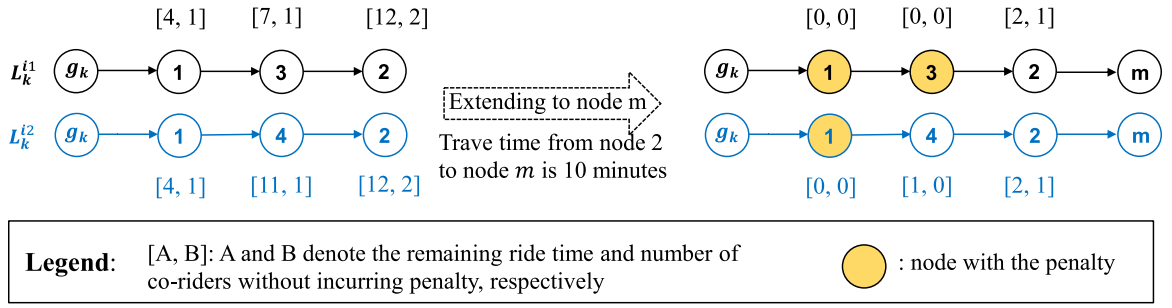 [4, 1] [7, 1] [12, 2] [0, 0] [0, 0] [2, 1]
L_k^{i1} g_k 1 3 2 g_k 1 3 2 m
Extending to node m
L_k^{i2} g_k 1 4 2 g_k 1 4 2 m
Trave time from node 2
to node m is 10 minutes
[4, 1] [11, 1] [12, 2] [0, 0] [1, 0] [2, 1]
Legend: [A, B]: A and B denote the remaining ride time and number of
co-riders without incurring penalty, respectively
: node with the penalty